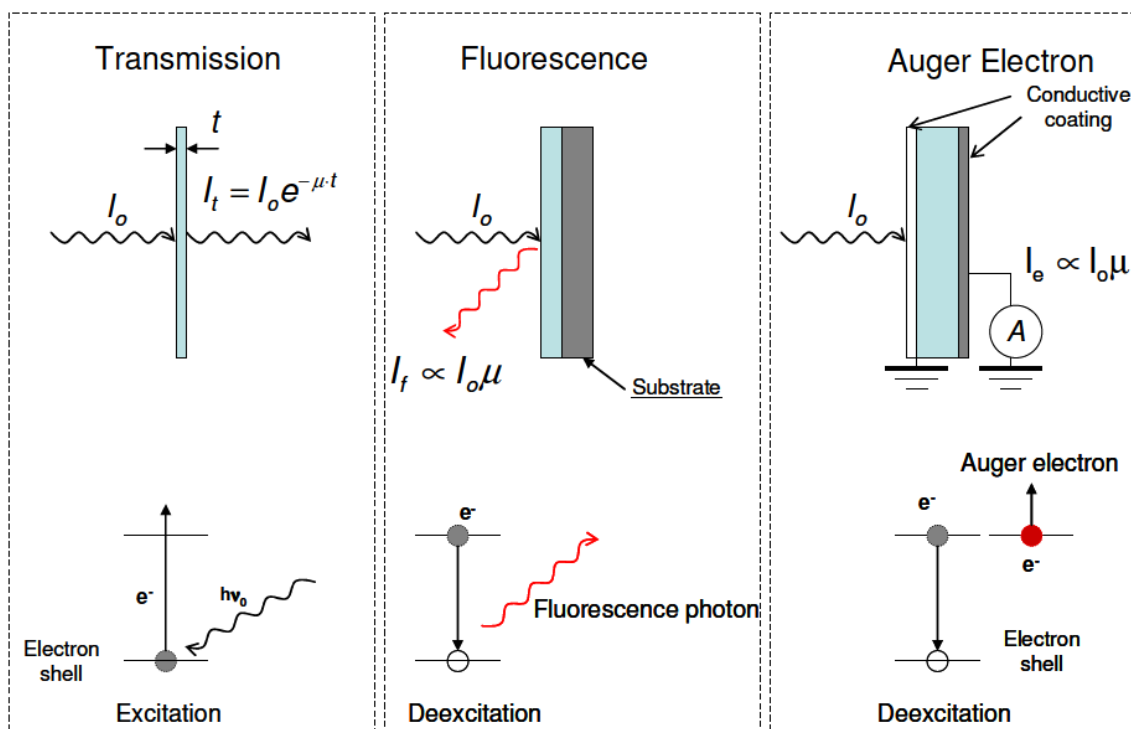 Transmission
t
I_t = I_o e^{-μ·t}
I_o
e-
hν_0
Electron
shell
Excitation
Fluorescence
I_o
I_f ∝ I_o μ
Substrate
e-
Fluorescence photon
Deexcitation
Auger Electron
Conductive
coating
I_o
I_e ∝ I_o μ
A
Auger electron
e-
e-
Electron
shell
Deexcitation